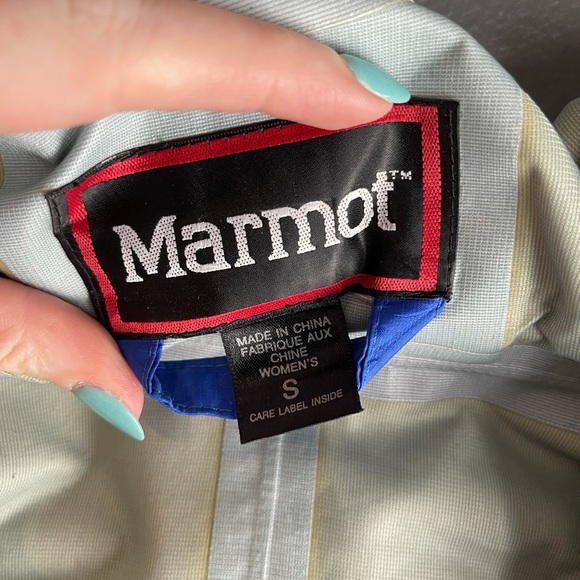 Marmot™
MADE IN CHINA
FABRIQUE AUX
CHINE
WOMEN'S
S
CARE LABEL INSIDE